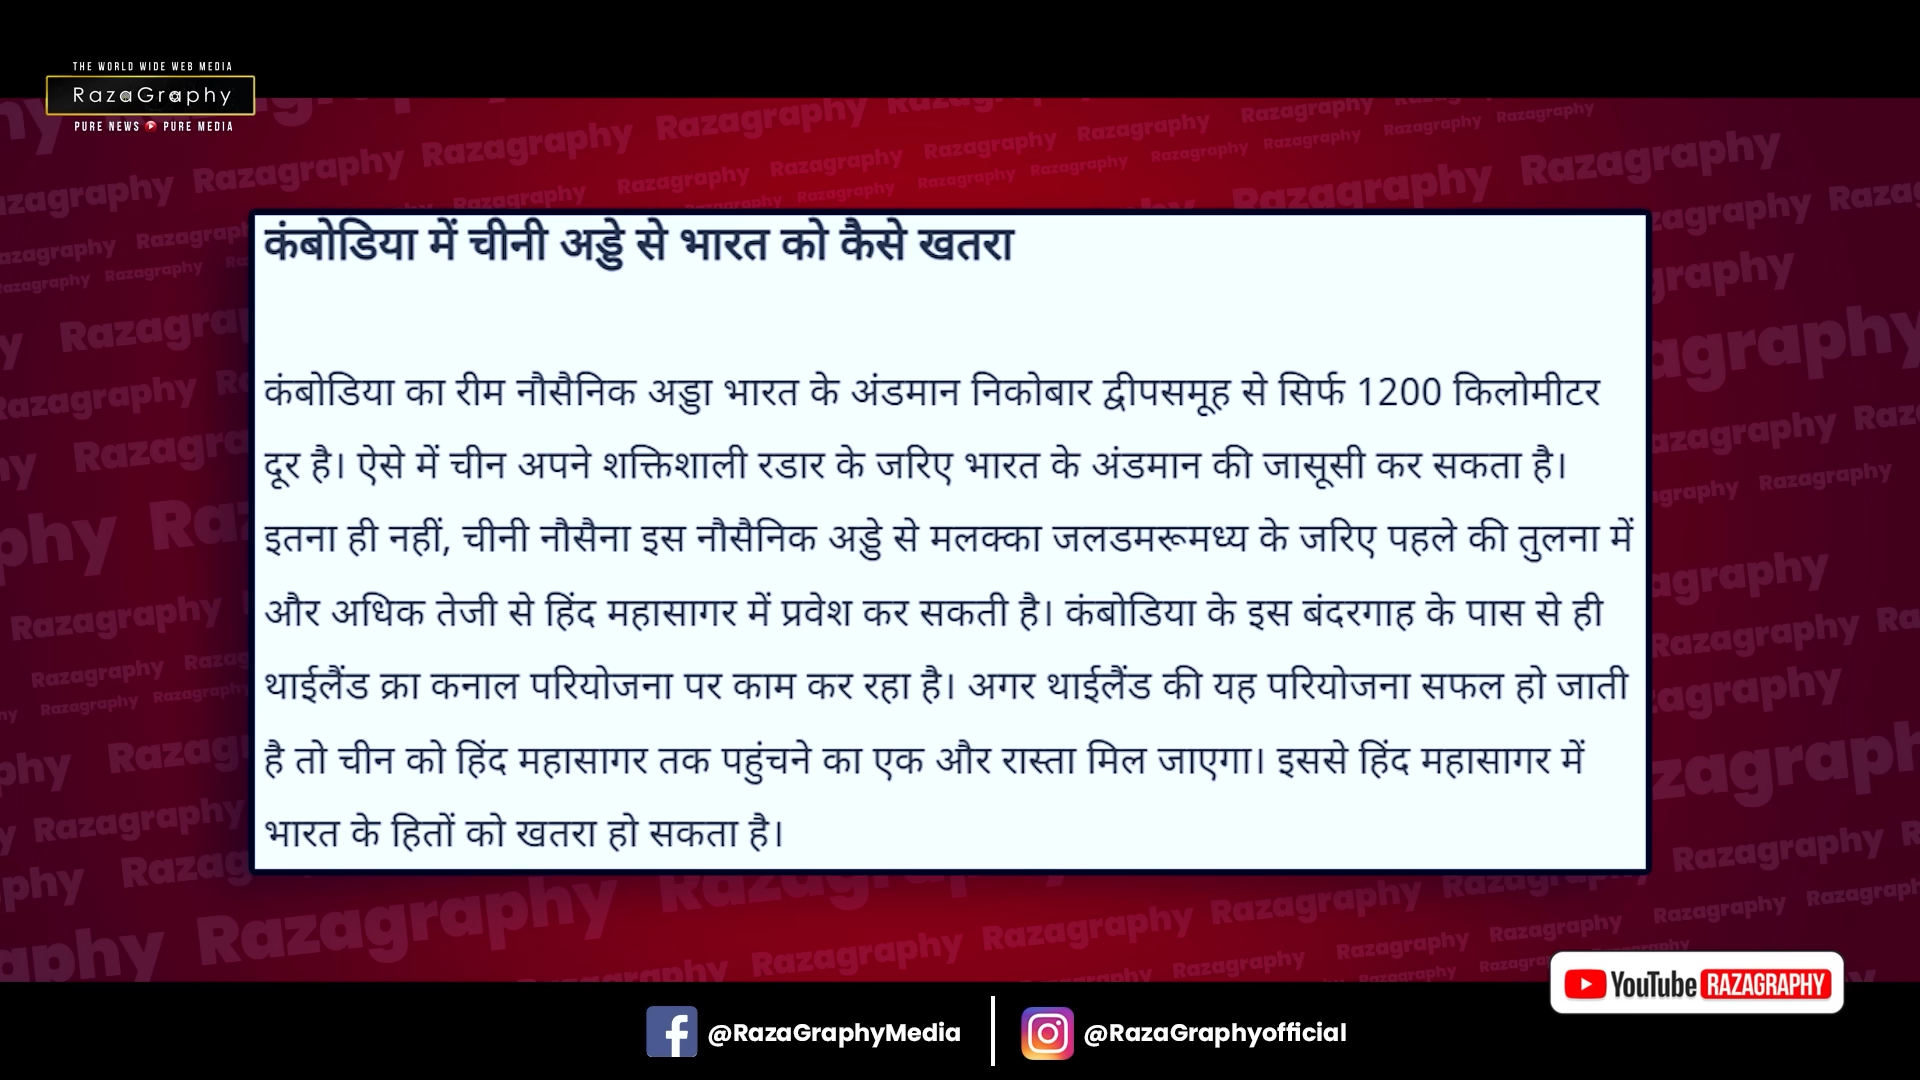 THE WORLD WIDE WEB MEDIA
RazaGraphy
PURE NEWS PURE MEDIA
कंबोडिया में चीनी अड्डे से भारत को कैसे खतरा
कंबोडिया का रीम नौसैनिक अड्डा भारत के अंडमान निकोबार द्वीपसमूह से सिर्फ 1200 किलोमीटर
दूर है। ऐसे में चीन अपने शक्तिशाली रडार के जरिए भारत के अंडमान की जासूसी कर सकता है।
इतना ही नहीं, चीनी नौसैना इस नौसैनिक अड्डे से मलक्का जलडमरूमध्य के जरिए पहले की तुलना में
और अधिक तेजी से हिंद महासागर में प्रवेश कर सकती है। कंबोडिया के इस बंदरगाह के पास से ही
थाईलैंड क्रा कनाल परियोजना पर काम कर रहा है। अगर थाईलैंड की यह परियोजना सफल हो जाती
है तो चीन को हिंद महासागर तक पहुंचने का एक और रास्ता मिल जाएगा। इससे हिंद महासागर में
भारत के हितों को खतरा हो सकता है।
YouTube RAZAGRAPHY
@RazaGraphyMedia
@RazaGraphyofficial